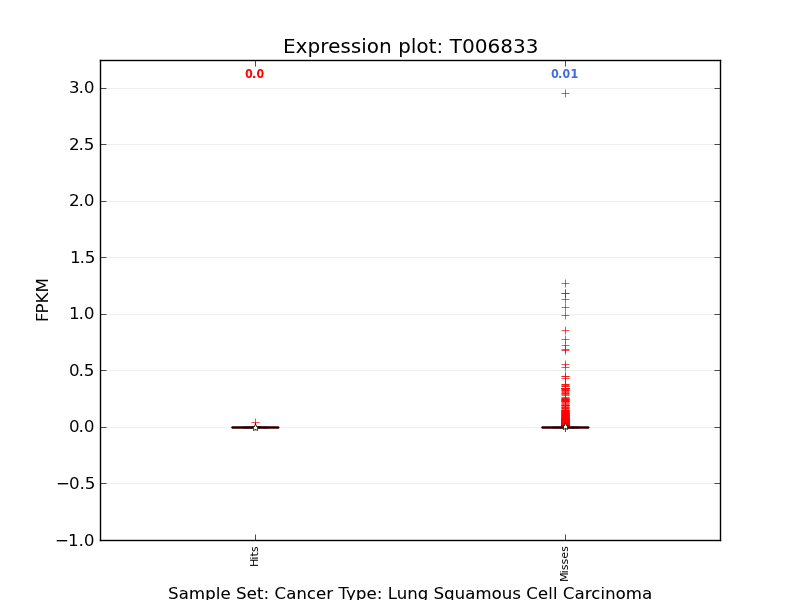 Expression plot: T006833
0.0 0.01
3.0
2.5
2.0
1.5
1.0
0.5
0.0
−0.5
−1.0
FPKM
Hits Misses
Sample Set: Cancer Type: Lung Squamous Cell Carcinoma